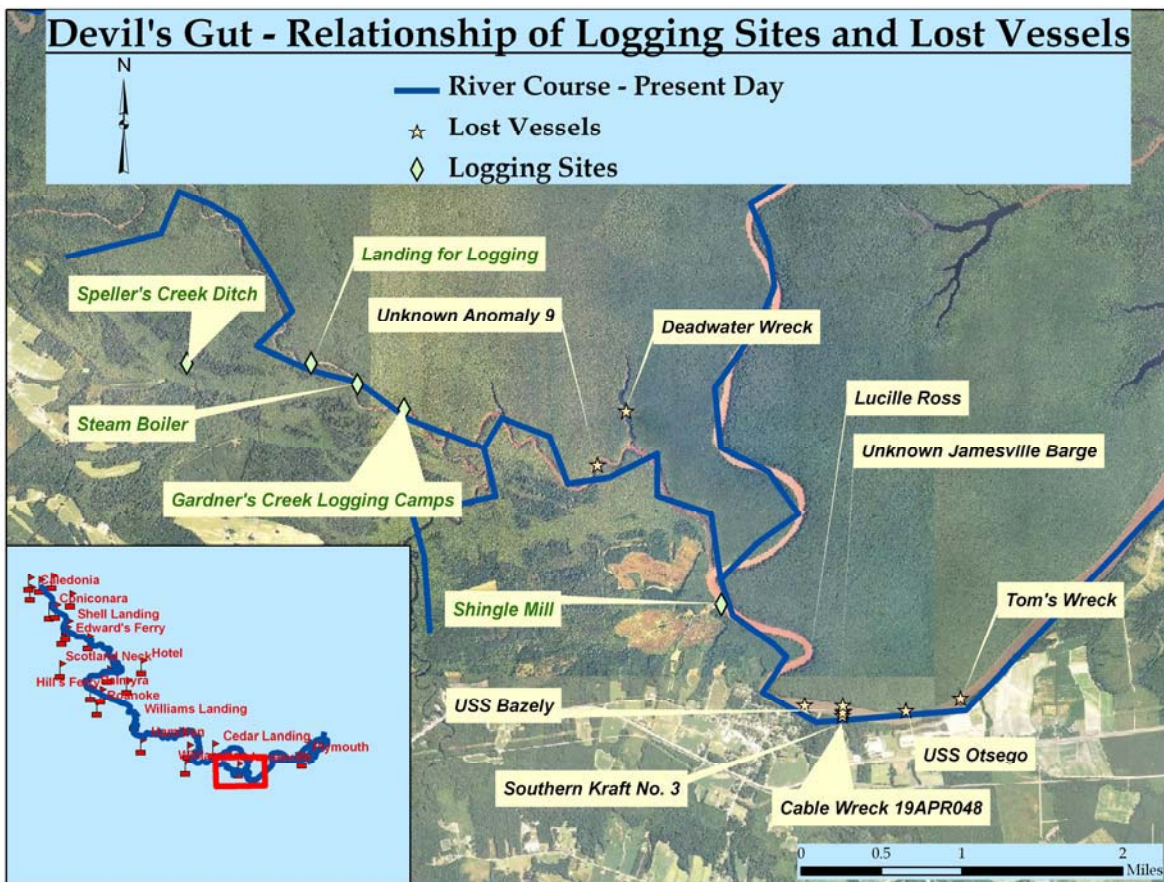 Devil's Gut - Relationship of Logging Sites and Lost Vessels
N
River Course - Present Day
Lost Vessels
Logging Sites
Landing for Logging
Speller's Creek Ditch
Unknown Anomaly 9
Deadwater Wreck
Steam Boiler
Lucille Ross
Unknown Jamesville Barge
Gardner's Creek Logging Camps
Shingle Mill
Tom's Wreck
USS Bazely
USS Otsego
Southern Kraft No. 3
Cable Wreck 19APR048
Caledonia
Coniconara
Shell Landing
Edward's Ferry
Scotland Neck
Hotel
Hill's Ferry
Roanoke
Williams Landing
Hamilton
Cedar Landing
Plymouth
0 0.5 1 2
Miles